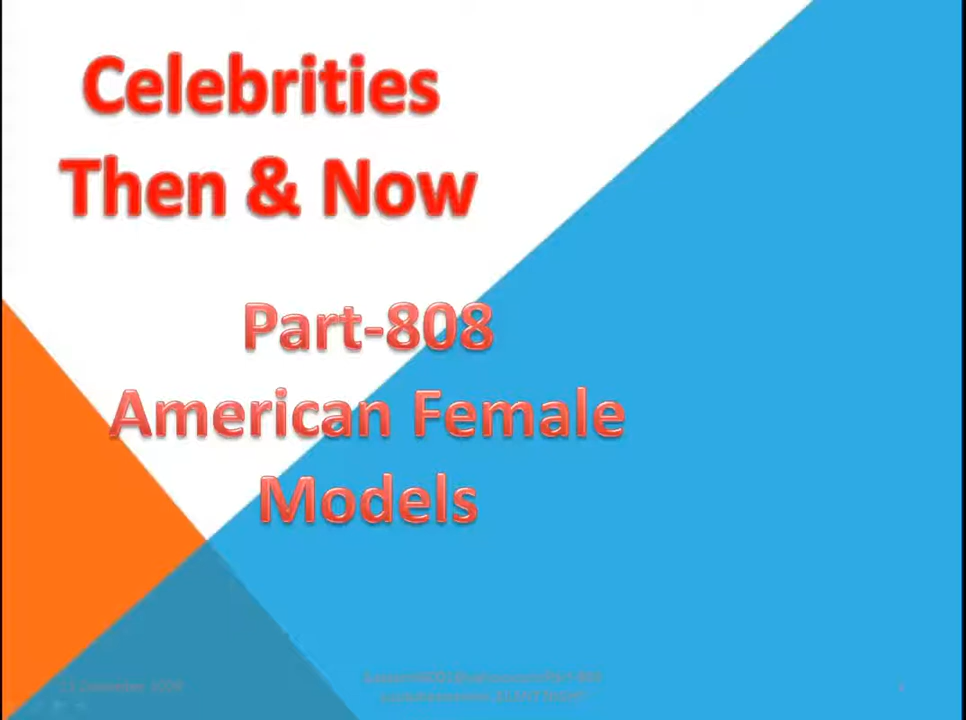 Celebrities
Then & Now
Part-808
American Female
Models